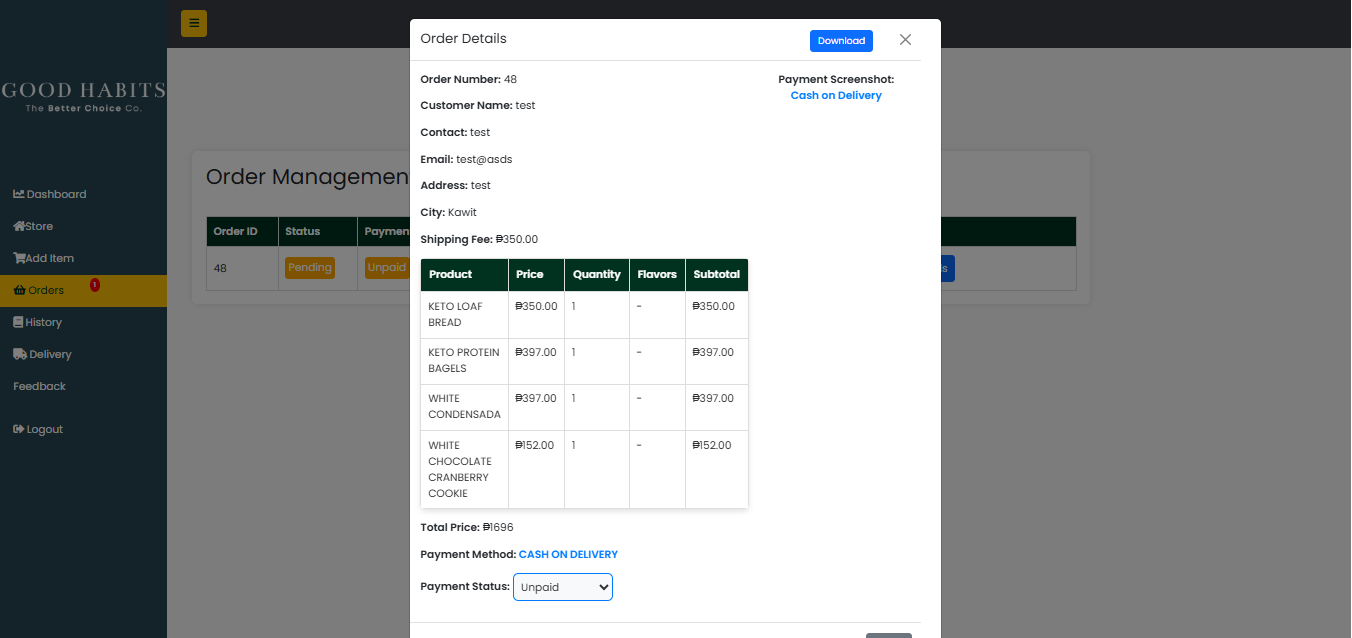 GOOD HABITS
The Better Choice Co.
Dashboard
Store
Add Item
Orders 1
History
Delivery
Feedback
Logout
Order Managemen
Order ID Status Paymen
48 Pending Unpaid s
Order Details Download
Order Number: 48
Customer Name: test
Contact: test
Email: test@asds
Address: test
City: Kawit
Shipping Fee: ₱350.00
Payment Screenshot:
Cash on Delivery
Product Price Quantity Flavors Subtotal
KETO LOAF ₱350.00 1 - ₱350.00
BREAD
KETO PROTEIN ₱397.00 1 - ₱397.00
BAGELS
WHITE ₱397.00 1 - ₱397.00
CONDENSADA
WHITE ₱152.00 1 - ₱152.00
CHOCOLATE
CRANBERRY
COOKIE
Total Price: ₱1696
Payment Method: CASH ON DELIVERY
Payment Status: Unpaid